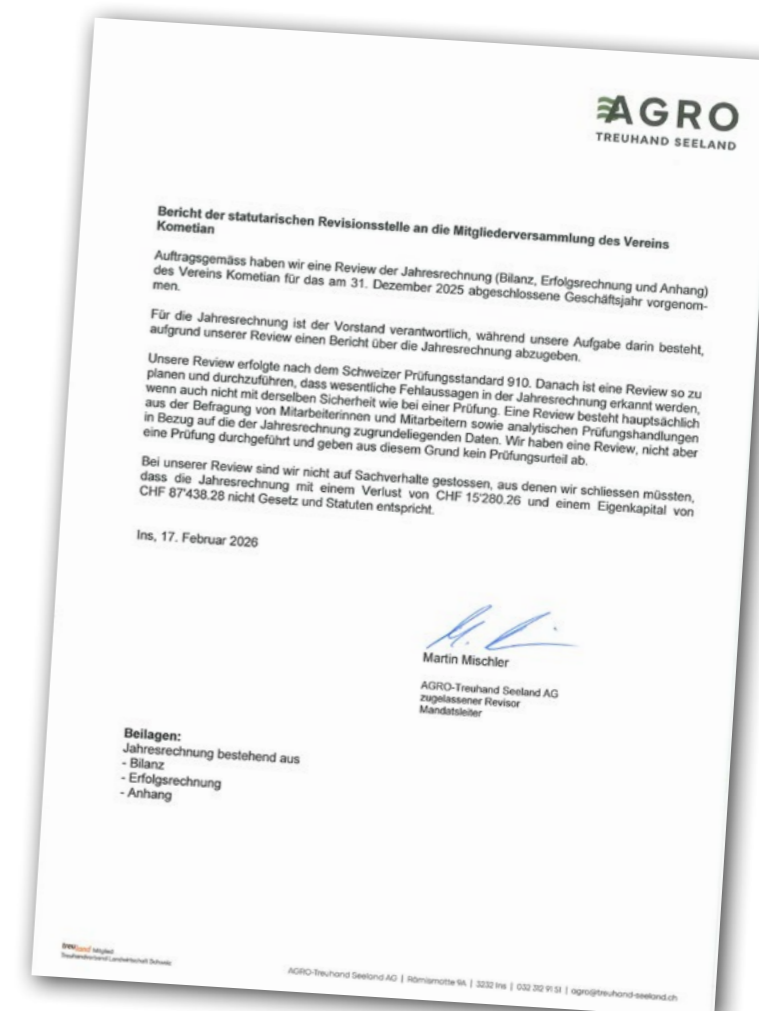 AGRO
TREUHAND SEELAND
Bericht der statutarischen Revisionsstelle an die Mitgliederversammlung des Vereins
Kometian
Auftragsgemäss haben wir eine Review der Jahresrechnung (Bilanz, Erfolgsrechnung und Anhang)
des Vereins Kometian für das am 31. Dezember 2025 abgeschlossene Geschäftsjahr vorgenom-
men.
Für die Jahresrechnung ist der Vorstand verantwortlich, während unsere Aufgabe darin besteht,
aufgrund unserer Review einen Bericht über die Jahresrechnung abzugeben.
Unsere Review erfolgte nach dem Schweizer Prüfungsstandard 910. Danach ist eine Review so zu
planen und durchzuführen, dass wesentliche Fehlaussagen in der Jahresrechnung erkannt werden,
wenn auch nicht mit derselben Sicherheit wie bei einer Prüfung. Eine Review besteht hauptsächlich
aus der Befragung von Mitarbeiterinnen und Mitarbeitern sowie analytischen Prüfungshandlungen
in Bezug auf die der Jahresrechnung zugrundeliegenden Daten. Wir haben eine Review, nicht aber
eine Prüfung durchgeführt und geben aus diesem Grund kein Prüfungsurteil ab.
Bei unserer Review sind wir nicht auf Sachverhalte gestossen, aus denen wir schliessen müssten,
dass die Jahresrechnung mit einem Verlust von CHF 15'280.26 und einem Eigenkapital von
CHF 87'438.28 nicht Gesetz und Statuten entspricht.
Ins, 17. Februar 2026
Martin Mischler
AGRO-Treuhand Seeland AG
zugelassener Revisor
Mandatsleiter
Beilagen:
Jahresrechnung bestehend aus
- Bilanz
- Erfolgsrechnung
- Anhang
Mitglied
Treuhandverband Landwirtschaft Schweiz
AGRO-Treuhand Seeland AG | Römismatte 9A | 3232 Ins | 032 312 91 51 | agro@treuhand-seeland.ch